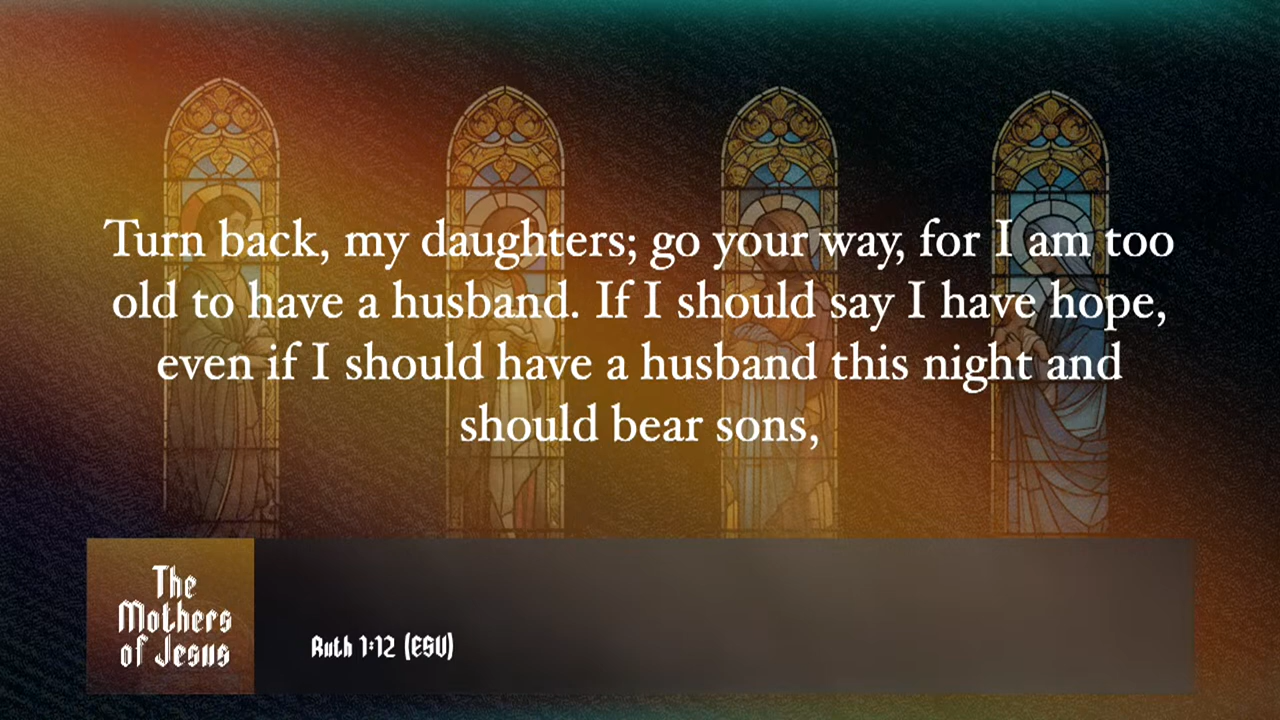 Turn back, my daughters; go your way, for I am too
old to have a husband. If I should say I have hope,
even if I should have a husband this night and
should bear sons,
The
Mothers
of Jesus
Ruth 1:12 (ESV)